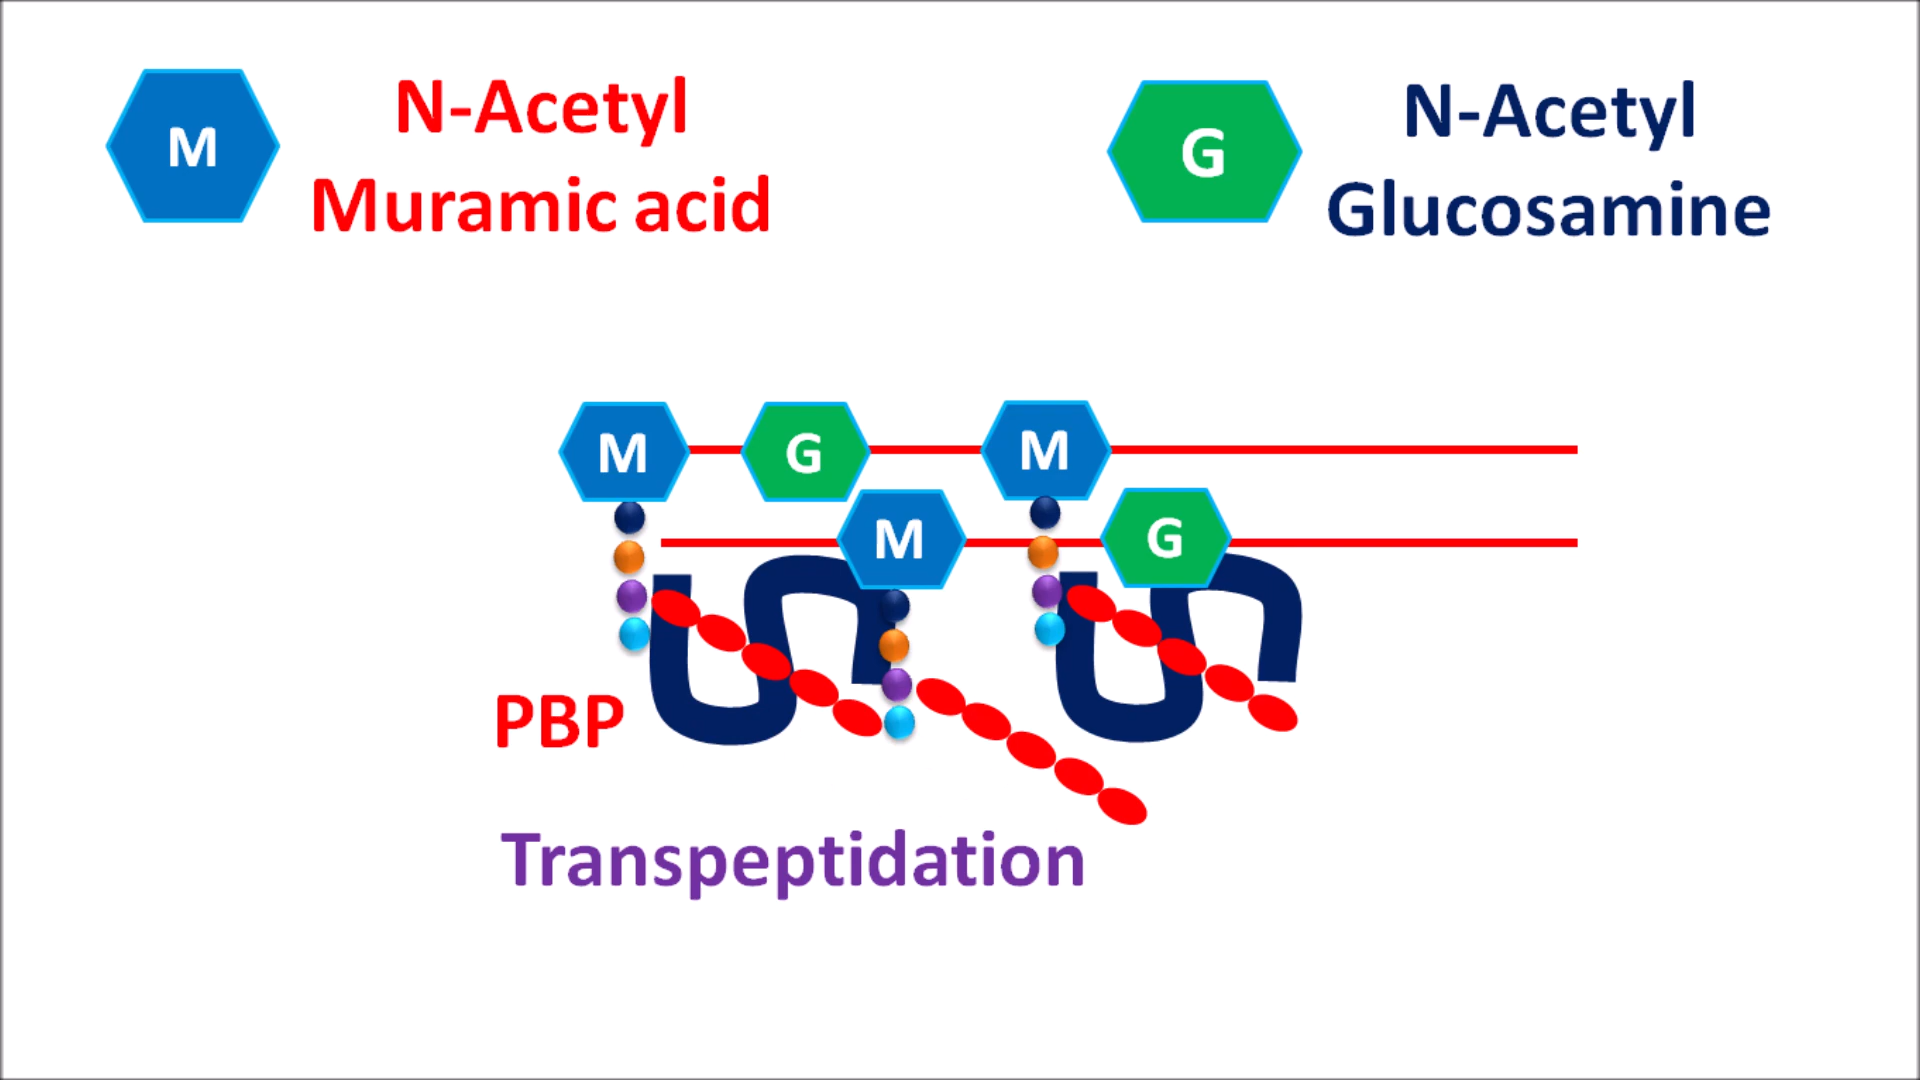 M
N-Acetyl
Muramic acid
G
N-Acetyl
Glucosamine
M G M
M G
PBP
Transpeptidation